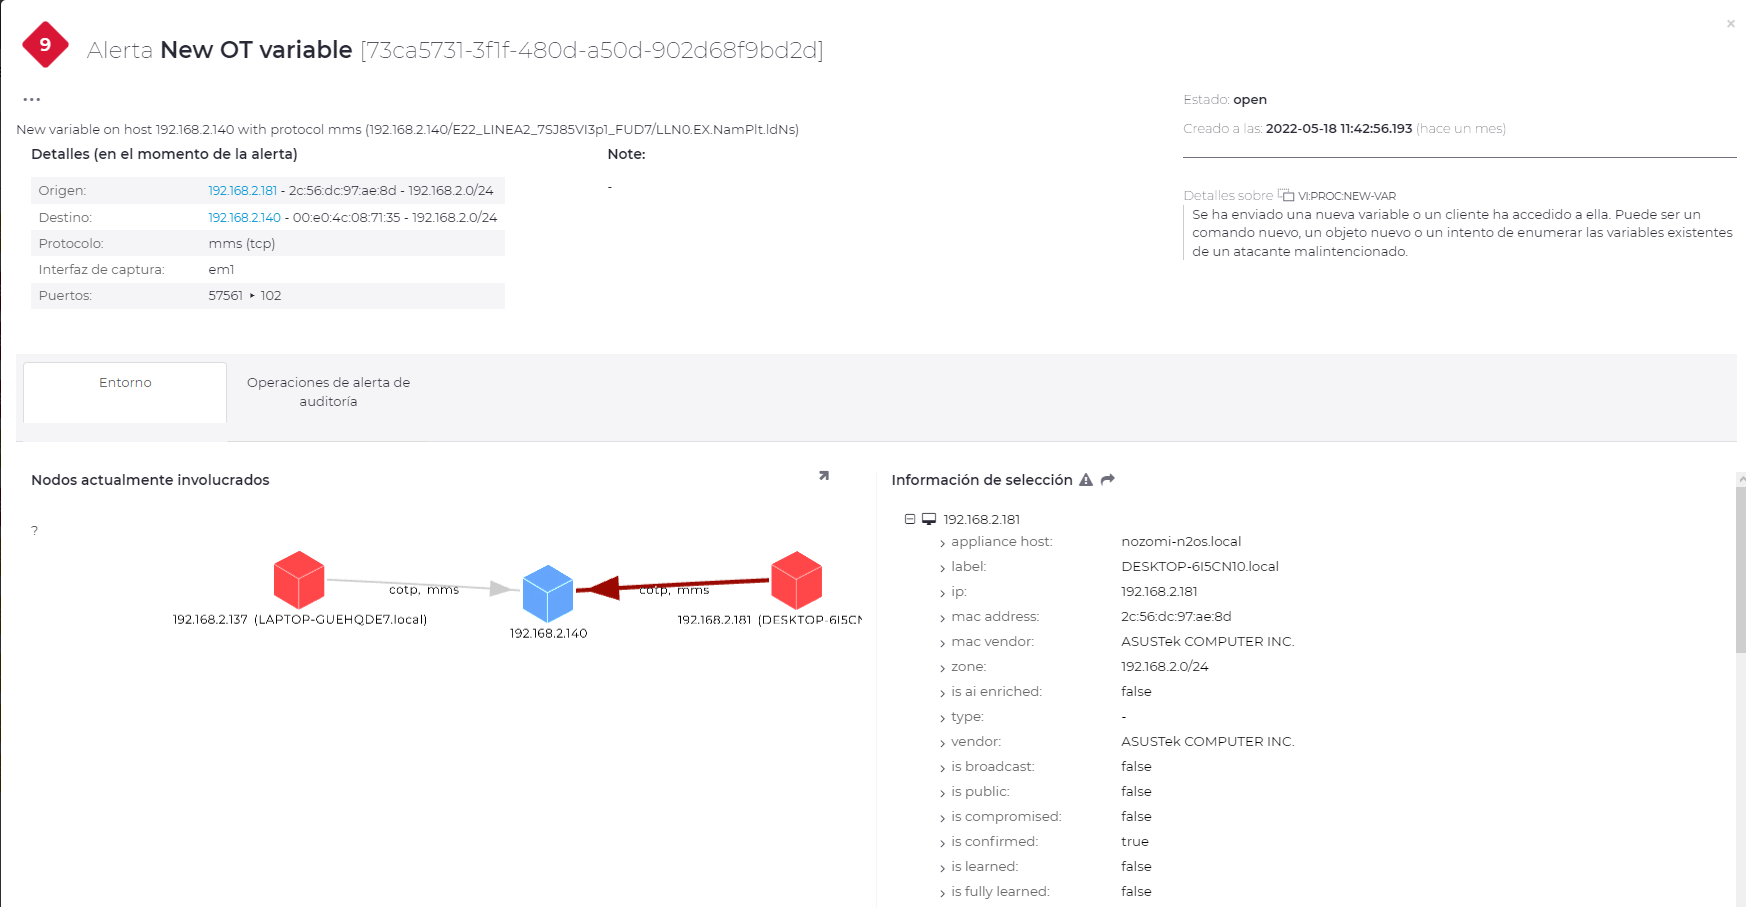 ×
9
Alerta New OT variable [73ca5731-3f1f-480d-a50d-902d68f9bd2d]
...
New variable on host 192.168.2.140 with protocol mms (192.168.2.140/E22_LINEA2_7SJ85VI3p1_FUD7/LLN0.EX.NamPlt.ldNs)
Detalles (en el momento de la alerta)
Origen: 192.168.2.181 - 2c:56:dc:97:ae:8d - 192.168.2.0/24
Destino: 192.168.2.140 - 00:e0:4c:08:71:35 - 192.168.2.0/24
Protocolo: mms (tcp)
Interfaz de captura: em1
Puertos: 57561 ▸ 102
Note:
-
Estado: open
Creado a las: 2022-05-18 11:42:56.193 (hace un mes)
Detalles sobre VI:PROC:NEW-VAR
Se ha enviado una nueva variable o un cliente ha accedido a ella. Puede ser un
comando nuevo, un objeto nuevo o un intento de enumerar las variables existentes
de un atacante malintencionado.
Entorno
Operaciones de alerta de
auditoría
Nodos actualmente involucrados
?
cotp, mms
cotp, mms
192.168.2.137 (LAPTOP-GUEHQDE7.local)
192.168.2.140
192.168.2.181 (DESKTOP-6I5CN
Información de selección
192.168.2.181
appliance host: nozomi-n2os.local
label: DESKTOP-6I5CN10.local
ip: 192.168.2.181
mac address: 2c:56:dc:97:ae:8d
mac vendor: ASUSTek COMPUTER INC.
zone: 192.168.2.0/24
is ai enriched: false
type: -
vendor: ASUSTek COMPUTER INC.
is broadcast: false
is public: false
is compromised: false
is confirmed: true
is learned: false
is fully learned: false